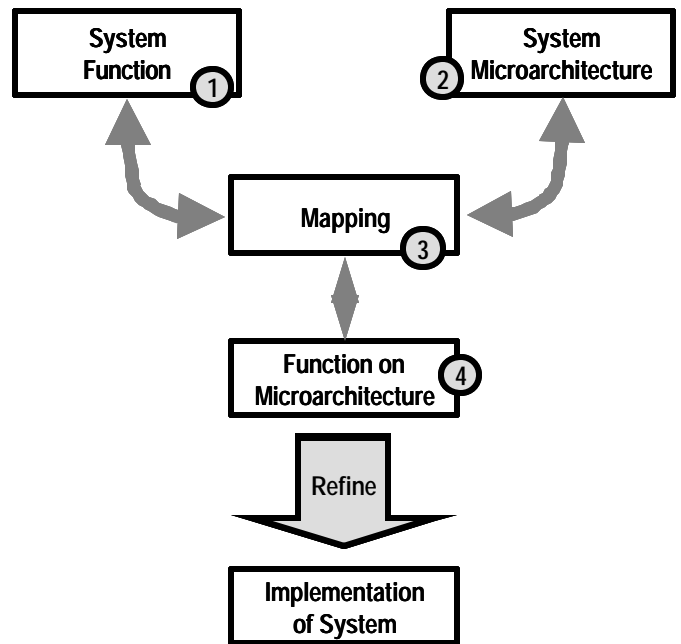 System
Function
1
System
Microarchitecture
2
Mapping
3
Function on
Microarchitecture
4
Refine
Implementation
of System